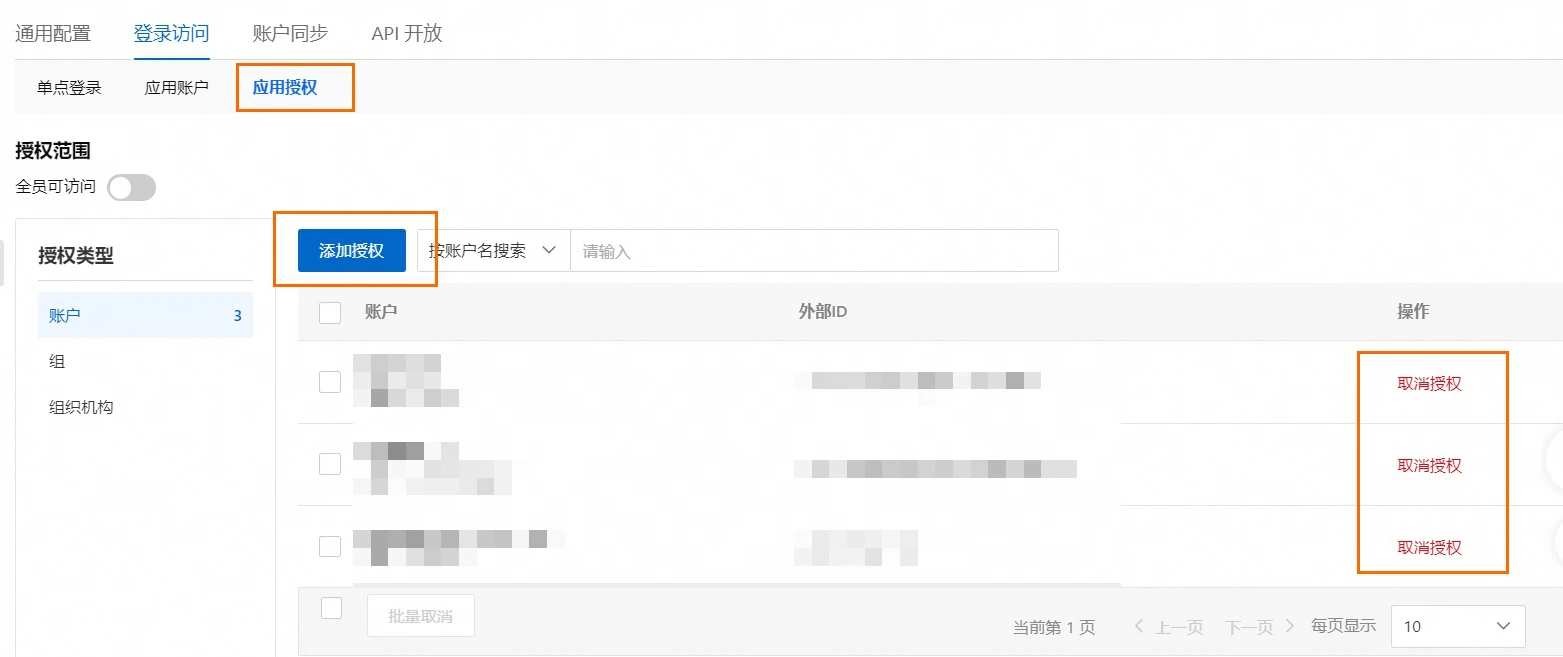 通用配置 登录访问 账户同步 API 开放
单点登录 应用账户 应用授权
授权范围
全员可访问
授权类型
添加授权 按账户名搜索 请输入
账户 外部ID 操作
账户 3
组
组织机构
取消授权
取消授权
取消授权
批量取消
当前第 1 页 上一页 下一页 每页显示 10